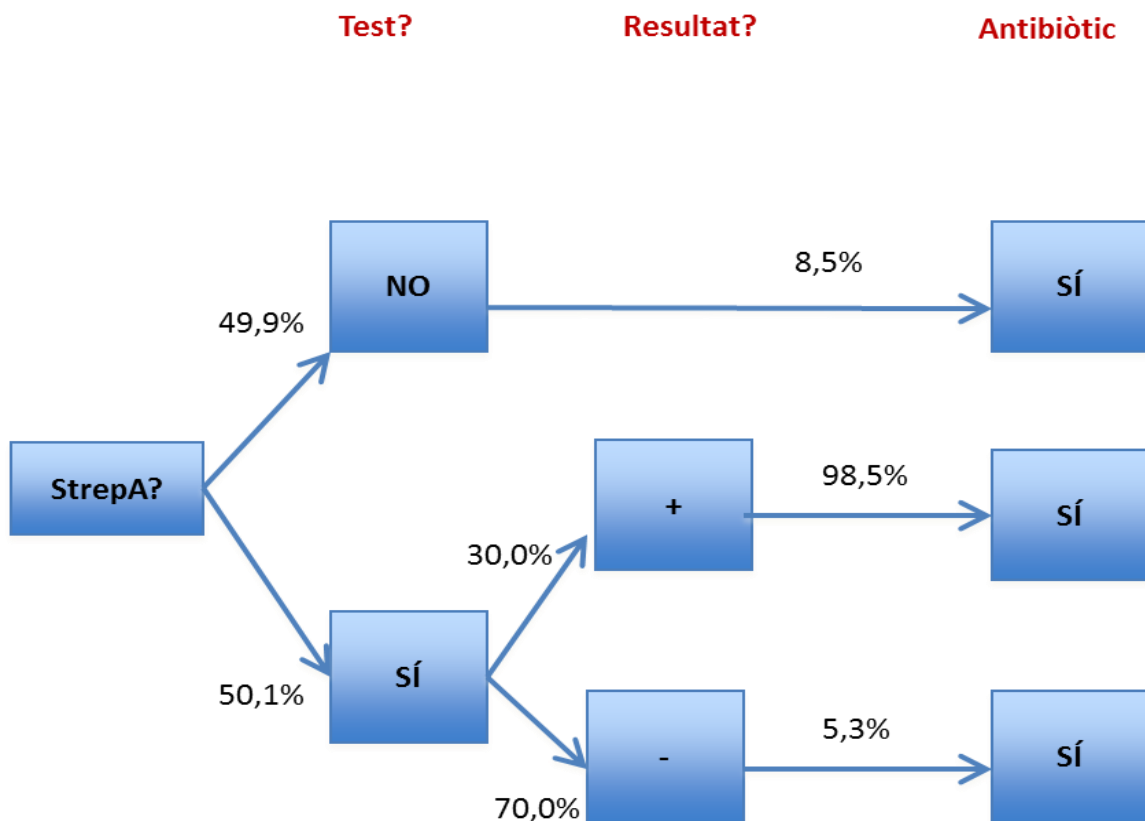 Test? Resultat? Antibiòtic
8,5%
NO SÍ
49,9%
98,5%
StrepA? + SÍ
30,0%
SÍ
50,1%
5,3%
- SÍ
70,0%